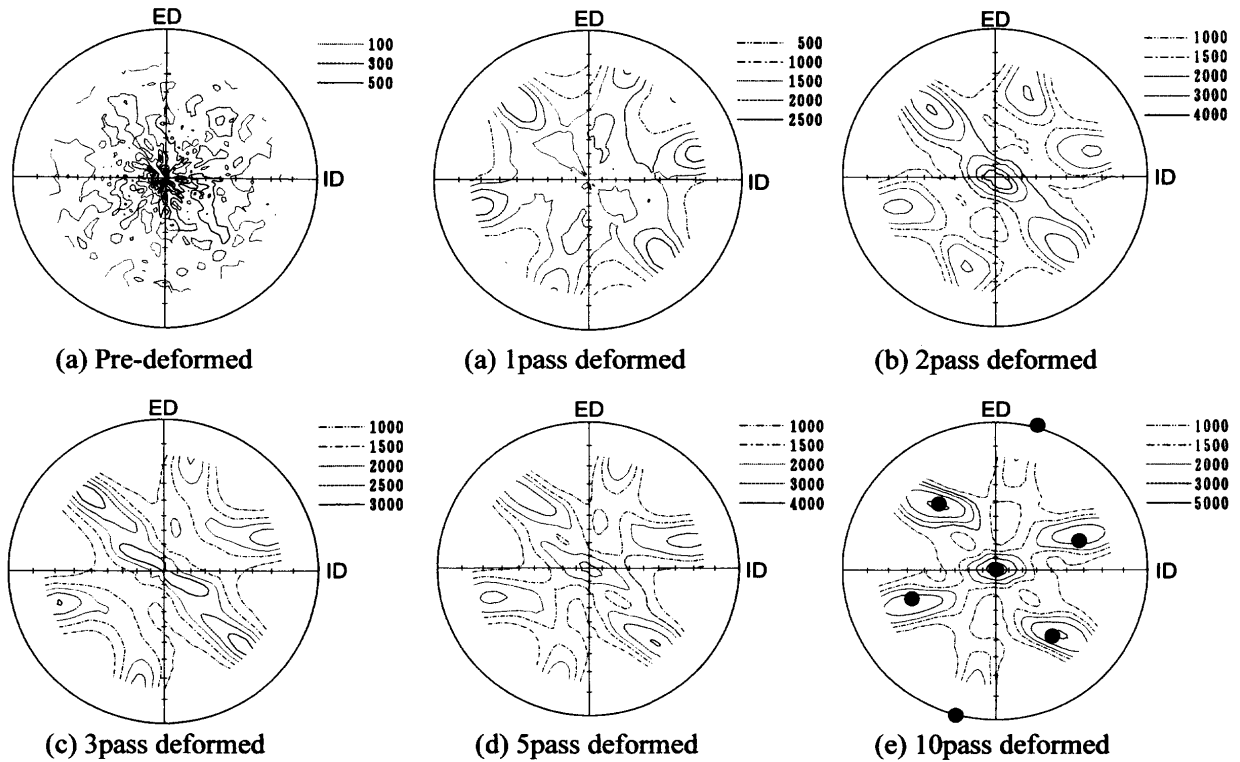 ED
ID
100
300
500
(a) Pre-deformed
ED
ID
500
1000
1500
2000
2500
(a) 1pass deformed
ED
ID
1000
1500
2000
3000
4000
(b) 2pass deformed
ED
ID
1000
1500
2000
2500
3000
(c) 3pass deformed
ED
ID
1000
1500
2000
3000
4000
(d) 5pass deformed
ED
ID
1000
1500
2000
3000
5000
(e) 10pass deformed